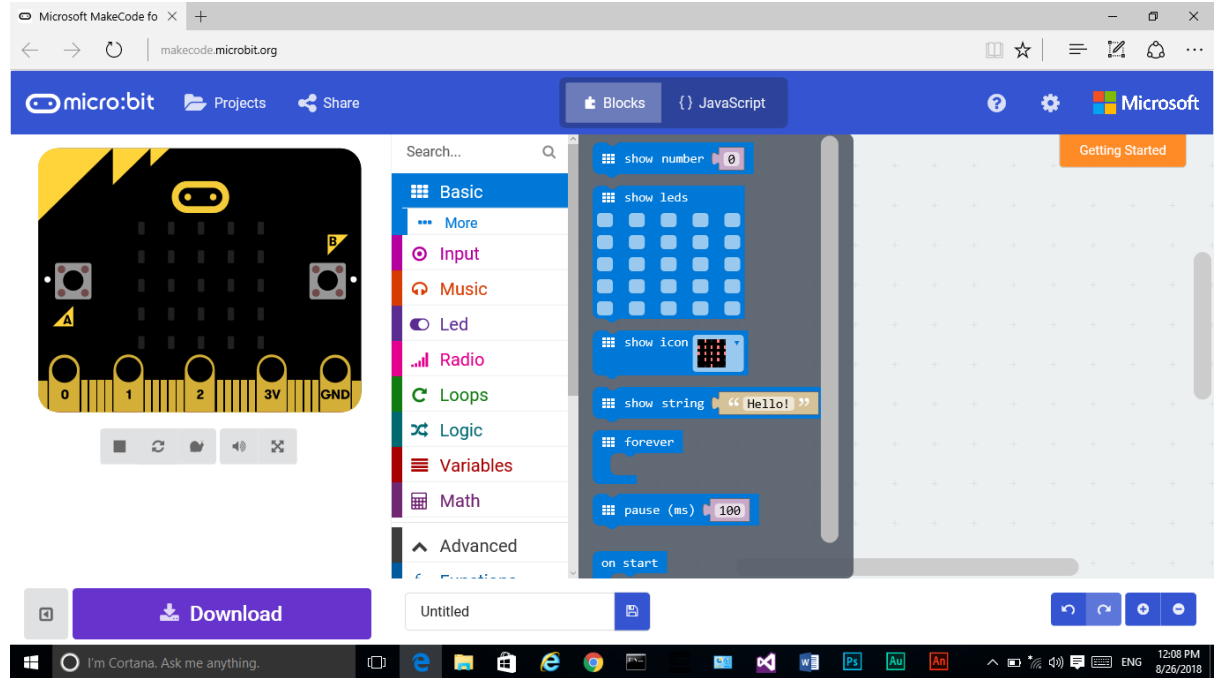 Microsoft MakeCode fo
makecode.microbit.org
micro:bit
Projects
Share
Blocks
{} JavaScript
Microsoft
Getting Started
B
A
0 1 2 3V GND
Search...
Basic
More
Input
Music
Led
Radio
Loops
Logic
Variables
Math
Advanced
show number 0
show leds
show icon
show string “ Hello! ”
forever
pause (ms) 100
on start
Download
Untitled
I'm Cortana. Ask me anything.
W
Ps
Au
An
ENG
12:08 PM
8/26/2018